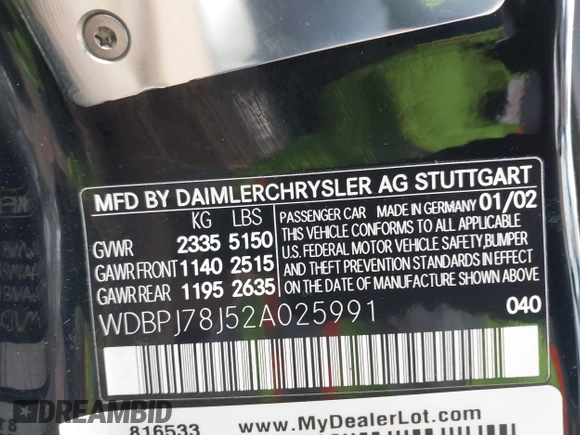 MFD BY DAIMLERCHRYSLER AG STUTTGART
KG LBS
GVWR 2335 5150
GAWR FRONT 1140 2515
GAWR REAR 1195 2635
PASSENGER CAR MADE IN GERMANY 01/02
THIS VEHICLE CONFORMS TO ALL APPLICABLE
U.S. FEDERAL MOTOR VEHICLE SAFETY, BUMPER
AND THEFT PREVENTION STANDARDS IN EFFECT
ON THE DATE OF MANUFACTURE SHOWN ABOVE
WDBPJ78J52A025991
040
816533
www.MyDealerLot.com
DREAMBID